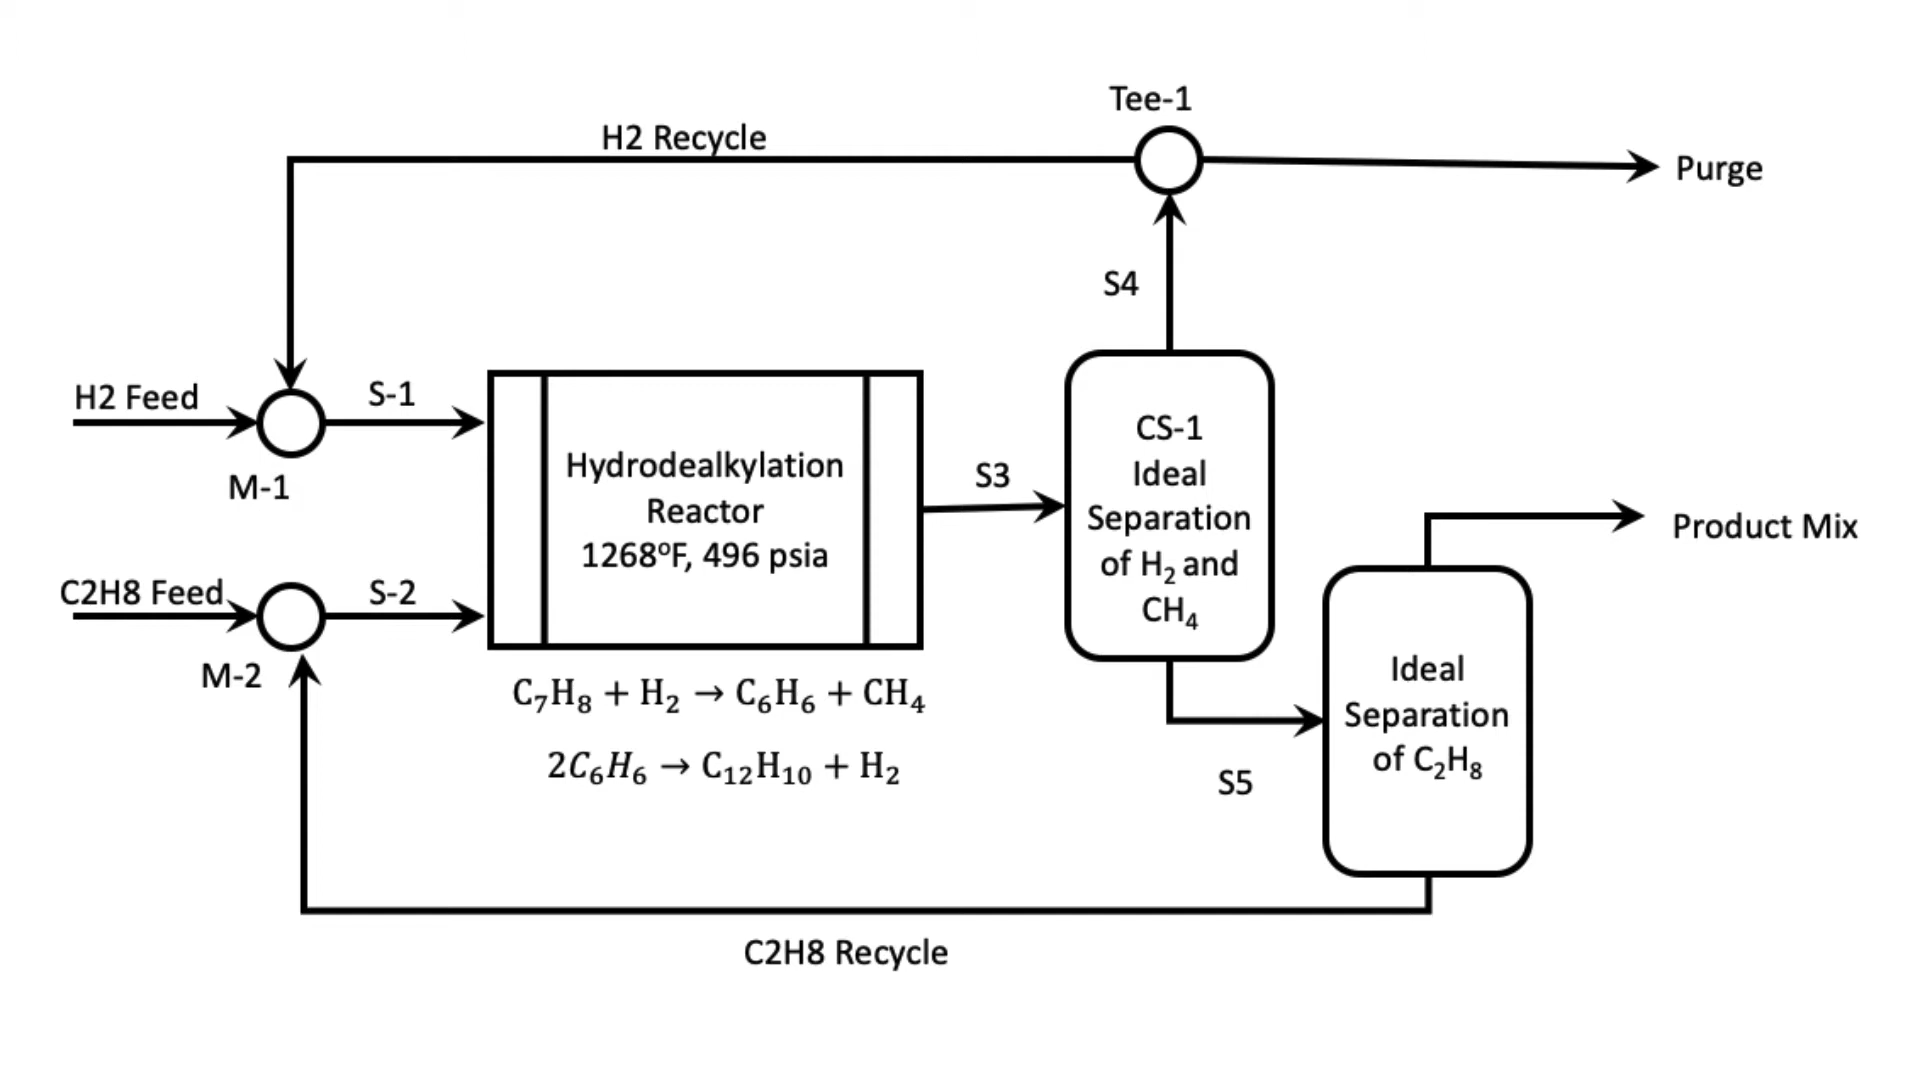 Tee-1
H2 Recycle
Purge
S4
H2 Feed
S-1
M-1
Hydrodealkylation
Reactor
1268ºF, 496 psia
S3
CS-1
Ideal
Separation
of H₂ and
CH₄
Product Mix
C2H8 Feed
S-2
M-2
C₇H₈ + H₂ → C₆H₆ + CH₄
2C₆H₆ → C₁₂H₁₀ + H₂
Ideal
Separation
of C₂H₈
S5
C2H8 Recycle